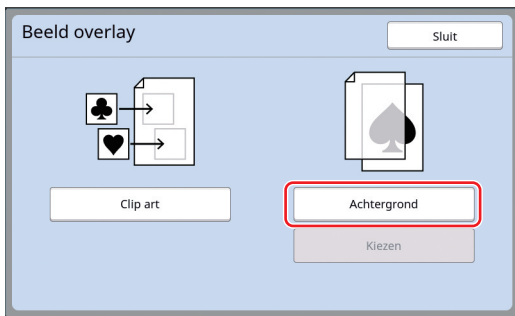 Beeld overlay
Sluit
Clip art
Achtergrond
Kiezen